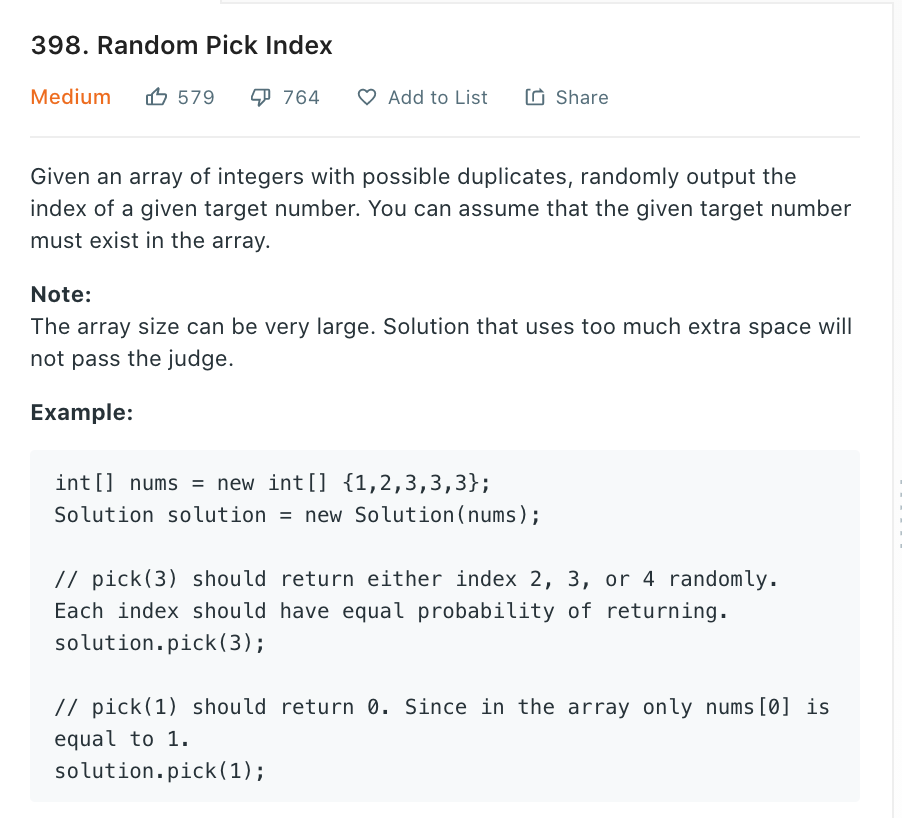 398. Random Pick Index
Medium 579 764 Add to List Share
Given an array of integers with possible duplicates, randomly output the
index of a given target number. You can assume that the given target number
must exist in the array.
Note:
The array size can be very large. Solution that uses too much extra space will
not pass the judge.
Example:
int[] nums = new int[] {1,2,3,3,3};
Solution solution = new Solution(nums);
// pick(3) should return either index 2, 3, or 4 randomly.
Each index should have equal probability of returning.
solution.pick(3);
// pick(1) should return 0. Since in the array only nums[0] is
equal to 1.
solution.pick(1);